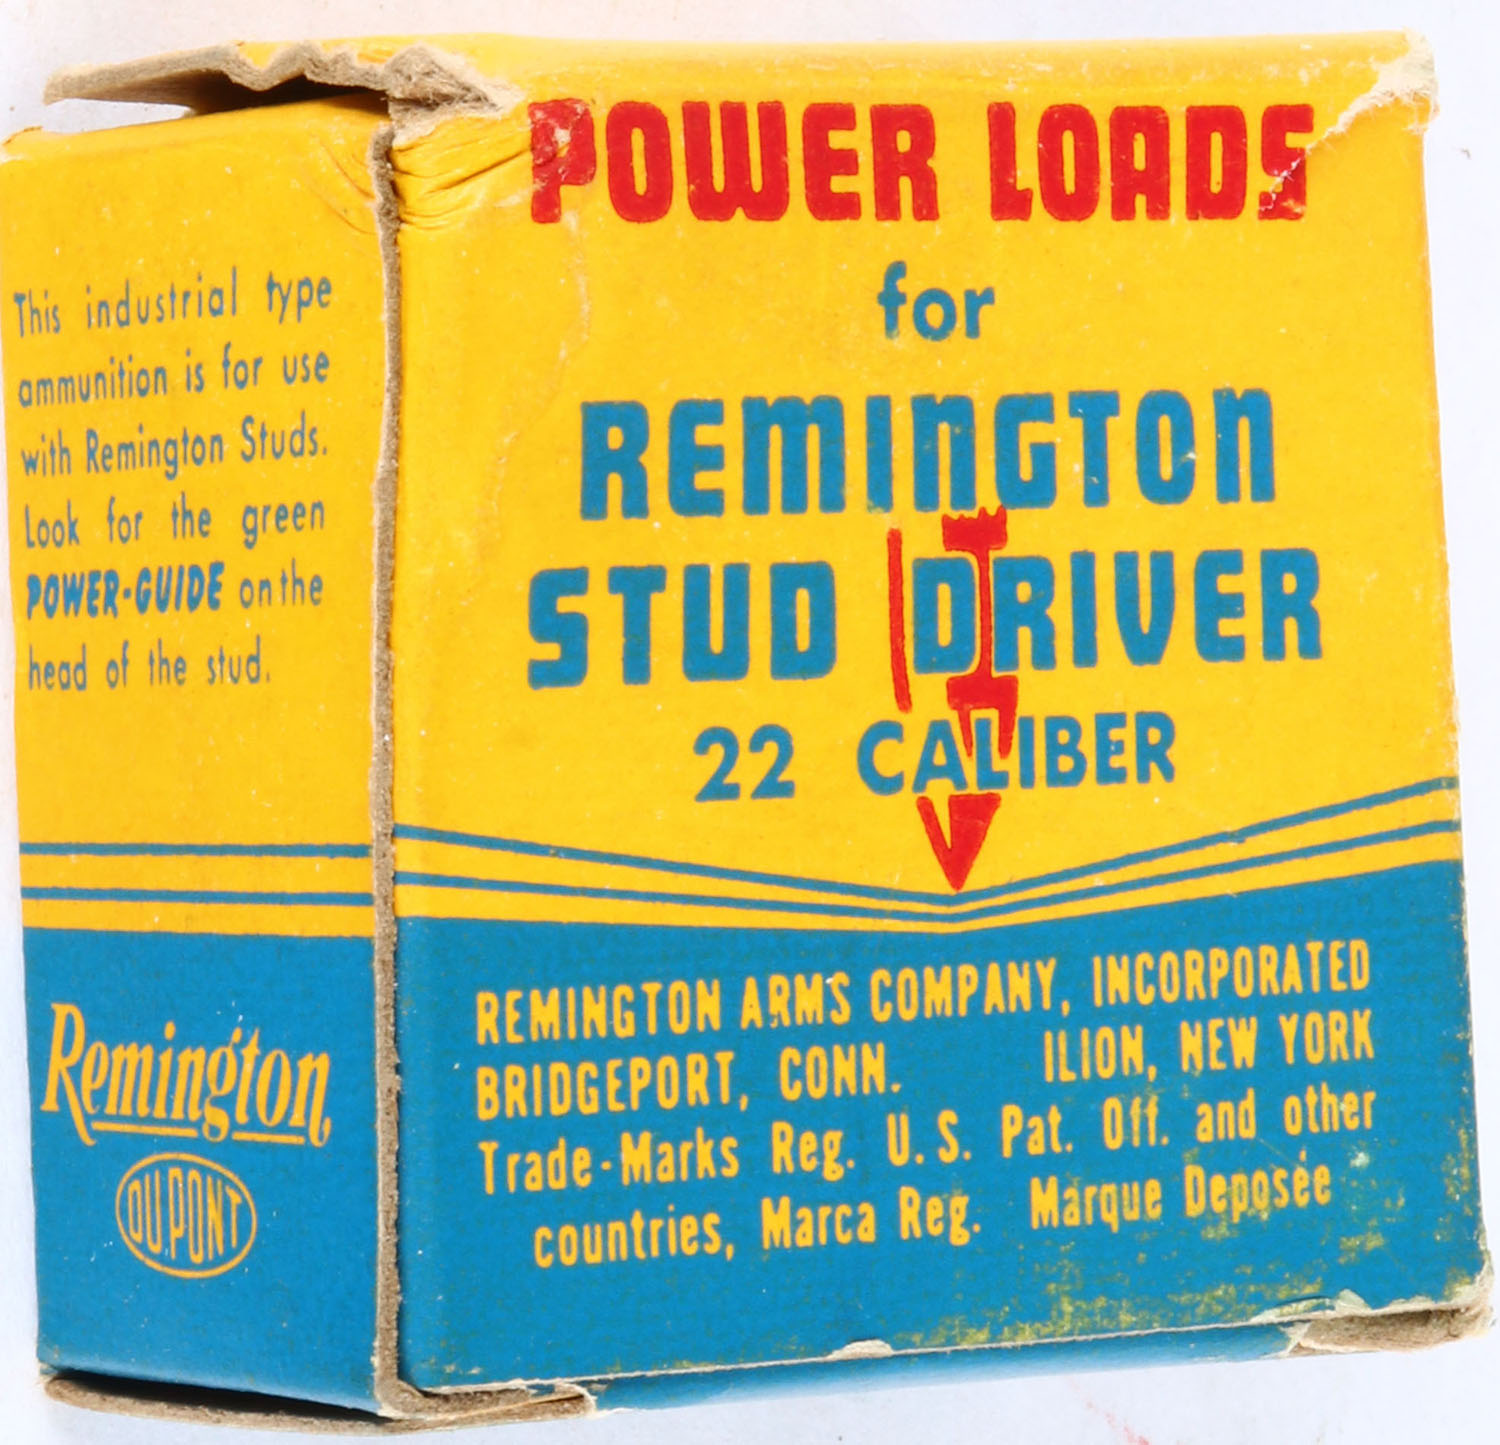 This industrial type
ammunition is for use
with Remington Studs.
Look for the green
POWER-GUIDE on the
head of the stud.
Remington
DU PONT
POWER LOADS
for
REMINGTON
STUD DRIVER
22 CALIBER
REMINGTON ARMS COMPANY, INCORPORATED
BRIDGEPORT, CONN. ILION, NEW YORK
Trade-Marks Reg. U.S. Pat. Off. and other
countries, Marca Reg. Marque Deposée